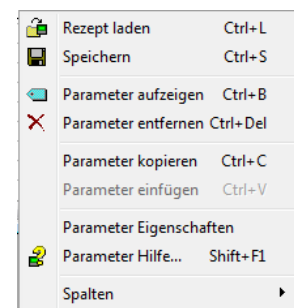 Rezept laden Ctrl+L
Speichern Ctrl+S
Parameter aufzeigen Ctrl+B
Parameter entfernen Ctrl+Del
Parameter kopieren Ctrl+C
Parameter einfügen Ctrl+V
Parameter Eigenschaften
Parameter Hilfe... Shift+F1
Spalten